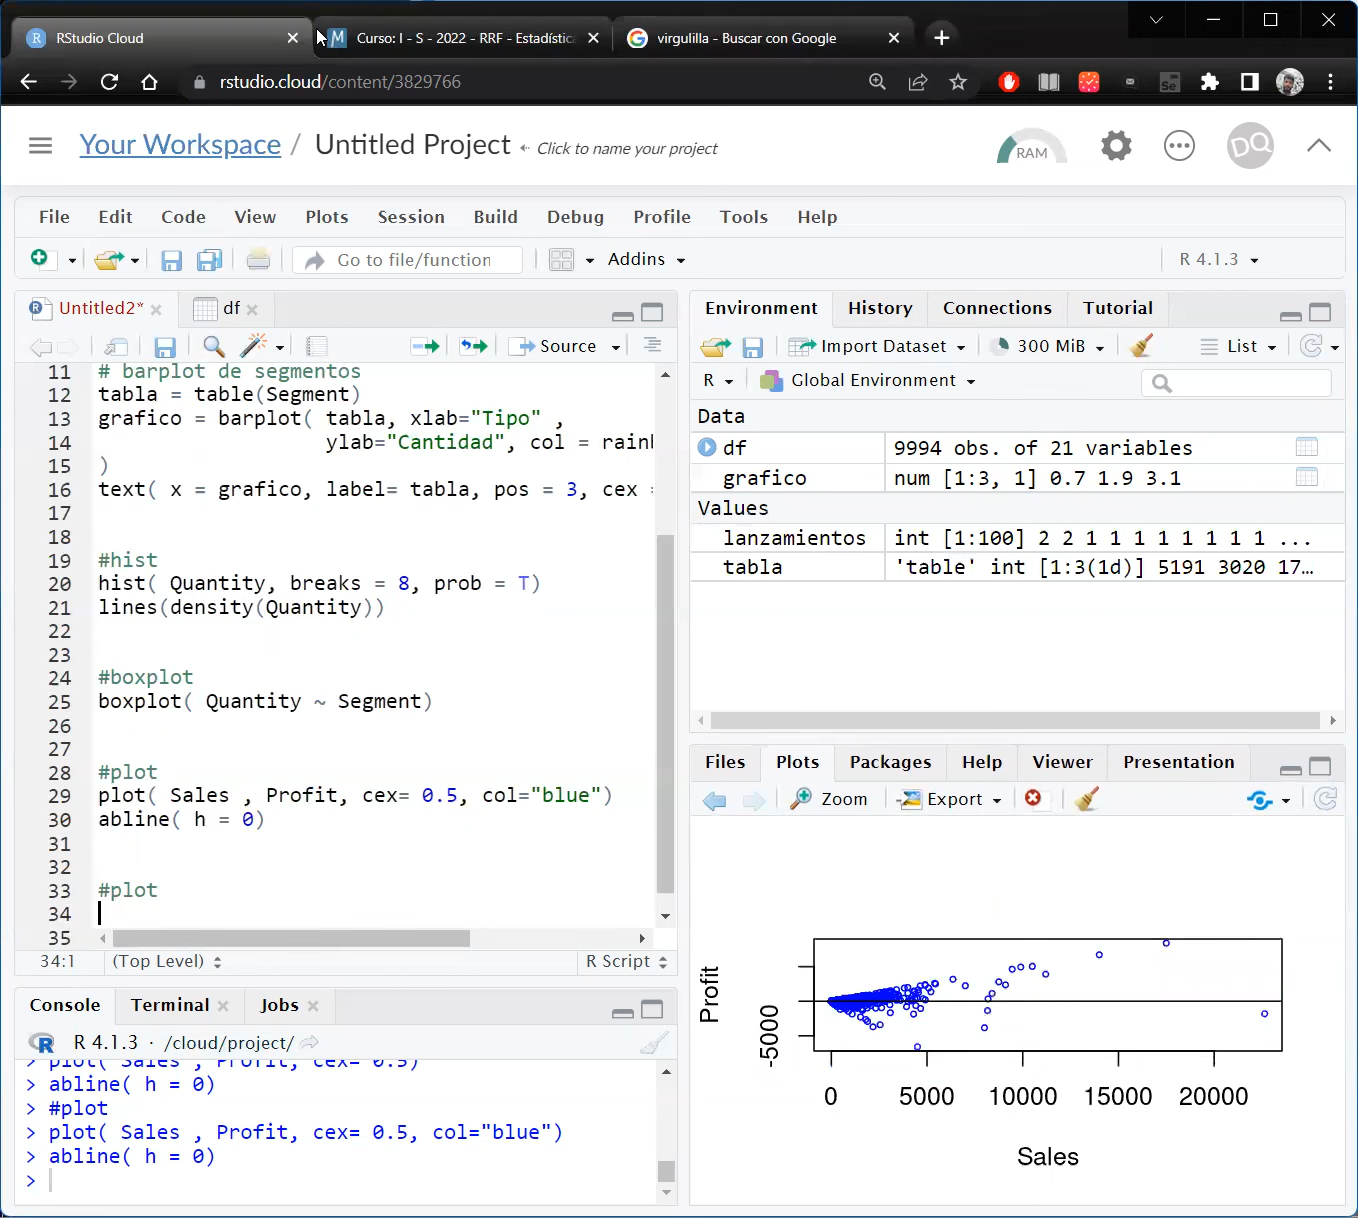 RStudio Cloud
Curso: I - S - 2022 - RRF - Estadístic
virgulilla - Buscar con Google
rstudio.cloud/content/3829766
Your Workspace / Untitled Project Click to name your project
RAM
DQ
File Edit Code View Plots Session Build Debug Profile Tools Help
Go to file/function
Addins
R 4.1.3
Untitled2*
df
Source
11 # barplot de segmentos
12 tabla = table(Segment)
13 grafico = barplot( tabla, xlab="Tipo" ,
14 ylab="Cantidad", col = rain
15 )
16 text( x = grafico, label= tabla, pos = 3, cex
17
18
19 #hist
20 hist( Quantity, breaks = 8, prob = T)
21 lines(density(Quantity))
22
23
24 #boxplot
25 boxplot( Quantity ~ Segment)
26
27
28 #plot
29 plot( Sales , Profit, cex= 0.5, col="blue")
30 abline( h = 0)
31
32
33 #plot
34
35
34:1 (Top Level) R Script
Console Terminal Jobs
R 4.1.3 · /cloud/project/
> plot( Sales , Profit, cex= 0.5)
> abline( h = 0)
> #plot
> plot( Sales , Profit, cex= 0.5, col="blue")
> abline( h = 0)
>
Environment History Connections Tutorial
Import Dataset 300 MiB List
R Global Environment
Data
df 9994 obs. of 21 variables
grafico num [1:3, 1] 0.7 1.9 3.1
Values
lanzamientos int [1:100] 2 2 1 1 1 1 1 1 1 1 ...
tabla 'table' int [1:3(1d)] 5191 3020 17…
Files Plots Packages Help Viewer Presentation
Zoom Export
Profit
-5000
0 5000 10000 15000 20000
Sales